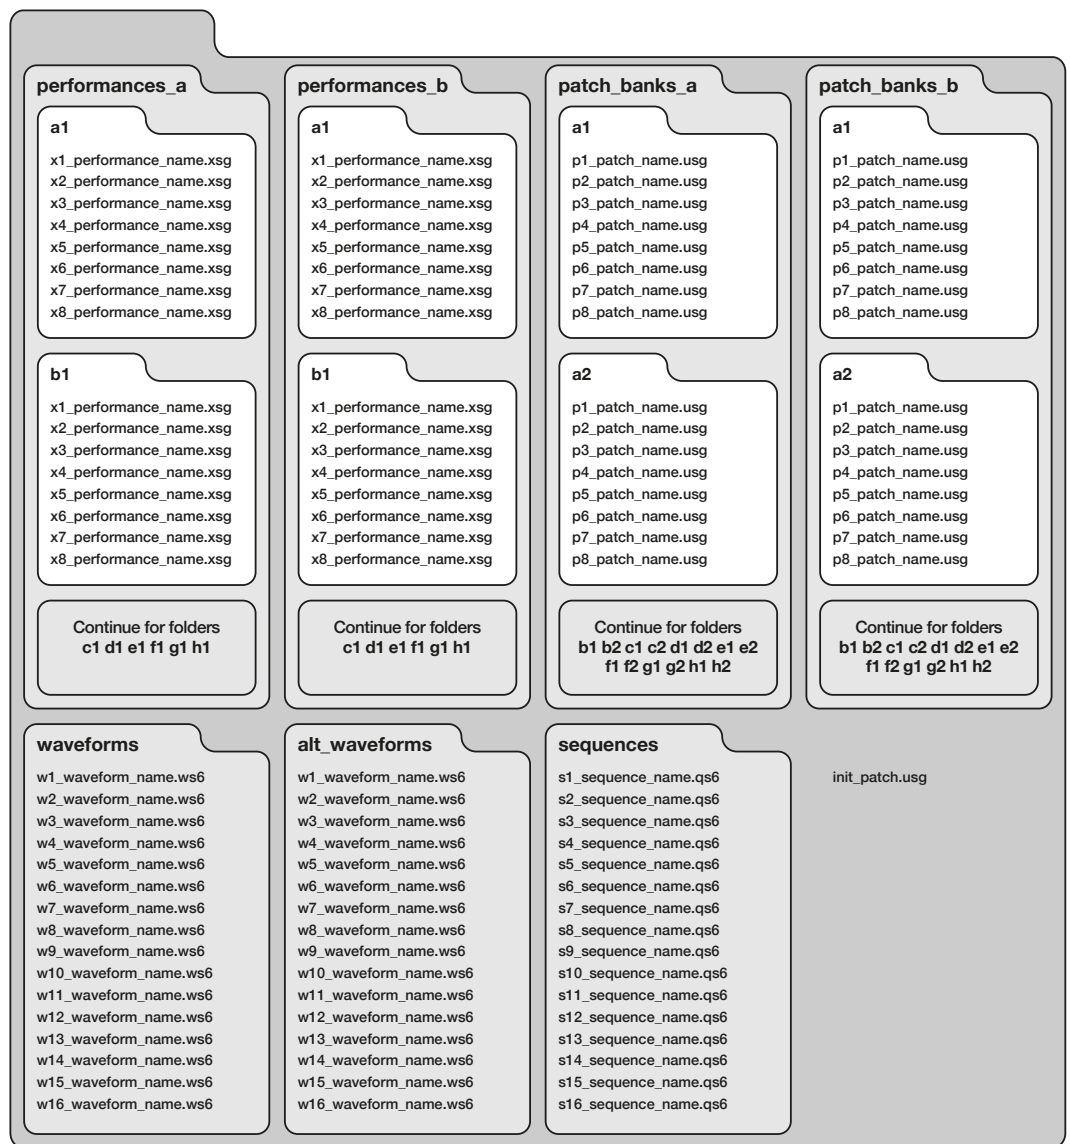 performances_a
a1
x1_performance_name.xsg
x2_performance_name.xsg
x3_performance_name.xsg
x4_performance_name.xsg
x5_performance_name.xsg
x6_performance_name.xsg
x7_performance_name.xsg
x8_performance_name.xsg
b1
x1_performance_name.xsg
x2_performance_name.xsg
x3_performance_name.xsg
x4_performance_name.xsg
x5_performance_name.xsg
x6_performance_name.xsg
x7_performance_name.xsg
x8_performance_name.xsg
Continue for folders
c1 d1 e1 f1 g1 h1
performances_b
a1
x1_performance_name.xsg
x2_performance_name.xsg
x3_performance_name.xsg
x4_performance_name.xsg
x5_performance_name.xsg
x6_performance_name.xsg
x7_performance_name.xsg
x8_performance_name.xsg
b1
x1_performance_name.xsg
x2_performance_name.xsg
x3_performance_name.xsg
x4_performance_name.xsg
x5_performance_name.xsg
x6_performance_name.xsg
x7_performance_name.xsg
x8_performance_name.xsg
Continue for folders
c1 d1 e1 f1 g1 h1
patch_banks_a
a1
p1_patch_name.usg
p2_patch_name.usg
p3_patch_name.usg
p4_patch_name.usg
p5_patch_name.usg
p6_patch_name.usg
p7_patch_name.usg
p8_patch_name.usg
a2
p1_patch_name.usg
p2_patch_name.usg
p3_patch_name.usg
p4_patch_name.usg
p5_patch_name.usg
p6_patch_name.usg
p7_patch_name.usg
p8_patch_name.usg
Continue for folders
b1 b2 c1 c2 d1 d2 e1 e2
f1 f2 g1 g2 h1 h2
patch_banks_b
a1
p1_patch_name.usg
p2_patch_name.usg
p3_patch_name.usg
p4_patch_name.usg
p5_patch_name.usg
p6_patch_name.usg
p7_patch_name.usg
p8_patch_name.usg
a2
p1_patch_name.usg
p2_patch_name.usg
p3_patch_name.usg
p4_patch_name.usg
p5_patch_name.usg
p6_patch_name.usg
p7_patch_name.usg
p8_patch_name.usg
Continue for folders
b1 b2 c1 c2 d1 d2 e1 e2
f1 f2 g1 g2 h1 h2
waveforms
w1_waveform_name.ws6
w2_waveform_name.ws6
w3_waveform_name.ws6
w4_waveform_name.ws6
w5_waveform_name.ws6
w6_waveform_name.ws6
w7_waveform_name.ws6
w8_waveform_name.ws6
w9_waveform_name.ws6
w10_waveform_name.ws6
w11_waveform_name.ws6
w12_waveform_name.ws6
w13_waveform_name.ws6
w14_waveform_name.ws6
w15_waveform_name.ws6
w16_waveform_name.ws6
alt_waveforms
w1_waveform_name.ws6
w2_waveform_name.ws6
w3_waveform_name.ws6
w4_waveform_name.ws6
w5_waveform_name.ws6
w6_waveform_name.ws6
w7_waveform_name.ws6
w8_waveform_name.ws6
w9_waveform_name.ws6
w10_waveform_name.ws6
w11_waveform_name.ws6
w12_waveform_name.ws6
w13_waveform_name.ws6
w14_waveform_name.ws6
w15_waveform_name.ws6
w16_waveform_name.ws6
sequences
s1_sequence_name.qs6
s2_sequence_name.qs6
s3_sequence_name.qs6
s4_sequence_name.qs6
s5_sequence_name.qs6
s6_sequence_name.qs6
s7_sequence_name.qs6
s8_sequence_name.qs6
s9_sequence_name.qs6
s10_sequence_name.qs6
s11_sequence_name.qs6
s12_sequence_name.qs6
s13_sequence_name.qs6
s14_sequence_name.qs6
s15_sequence_name.qs6
s16_sequence_name.qs6
init_patch.usg